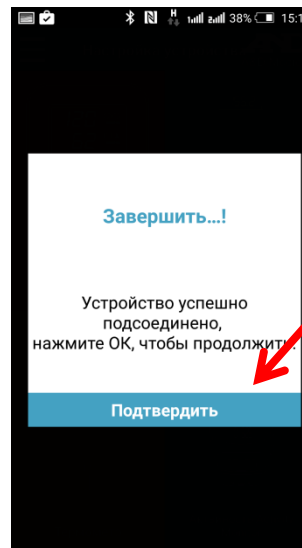 38% 15:1
Завершить...!
Устройство успешно
подсоединено,
нажмите ОК, чтобы продолжить.
Подтвердить